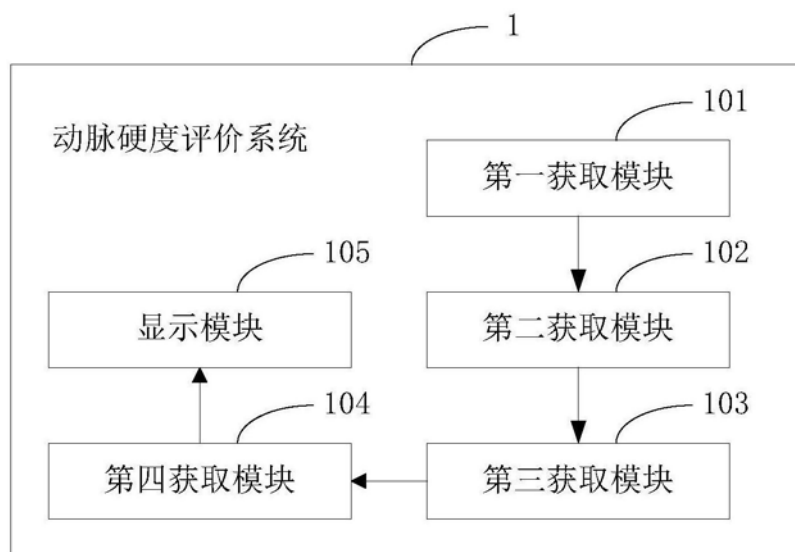 1
动脉硬度评价系统
101
第一获取模块
105
102
显示模块
第二获取模块
104
103
第四获取模块
第三获取模块